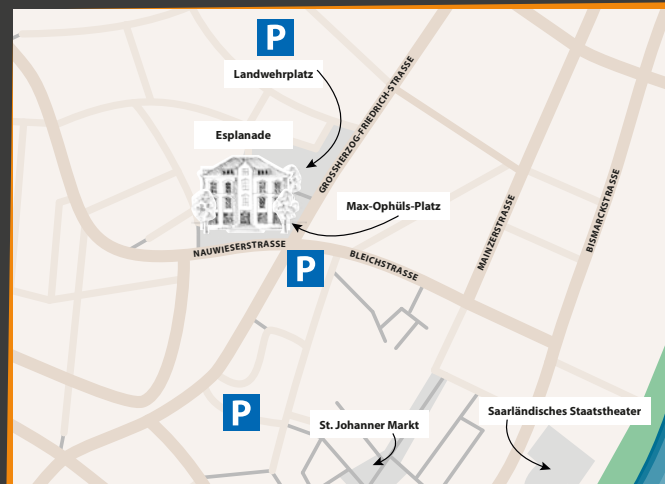 P
Landwehrplatz
Esplanade
GROSSHERZOG-FRIEDRICH-STRASSE
Max-Ophüls-Platz
NAUWIESERSTRASSE
P
BLEICHSTRASSE
MAINZERSTRASSE
BISMARCKSTRASSE
P
St. Johanner Markt
Saarländisches Staatstheater